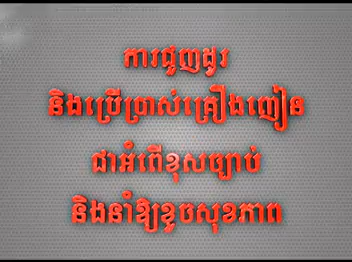 ការជួញដូរ
និងប្រើប្រាស់គ្រឿងញៀន
ជាអំពើខុសច្បាប់
និងនាំឱ្យខូចសុខភាព